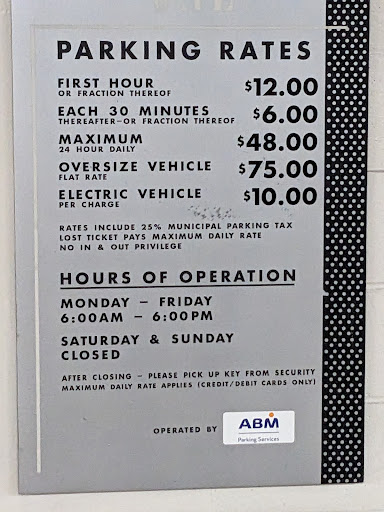 PARKING RATES
FIRST HOUR $12.00
OR FRACTION THEREOF
EACH 30 MINUTES $6.00
THEREAFTER–OR FRACTION THEREOF
MAXIMUM $48.00
24 HOUR DAILY
OVERSIZE VEHICLE $75.00
FLAT RATE
ELECTRIC VEHICLE $10.00
PER CHARGE
RATES INCLUDE 25% MUNICIPAL PARKING TAX
LOST TICKET PAYS MAXIMUM DAILY RATE
NO IN & OUT PRIVILEGE
HOURS OF OPERATION
MONDAY – FRIDAY
6:00AM – 6:00PM
SATURDAY & SUNDAY
CLOSED
AFTER CLOSING – PLEASE PICK UP KEY FROM SECURITY
MAXIMUM DAILY RATE APPLIES (CREDIT/DEBIT CARDS ONLY)
OPERATED BY ABM
Parking Services